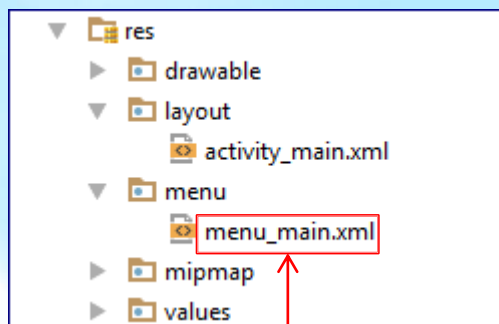 res
drawable
layout
activity_main.xml
menu
menu_main.xml
mipmap
values